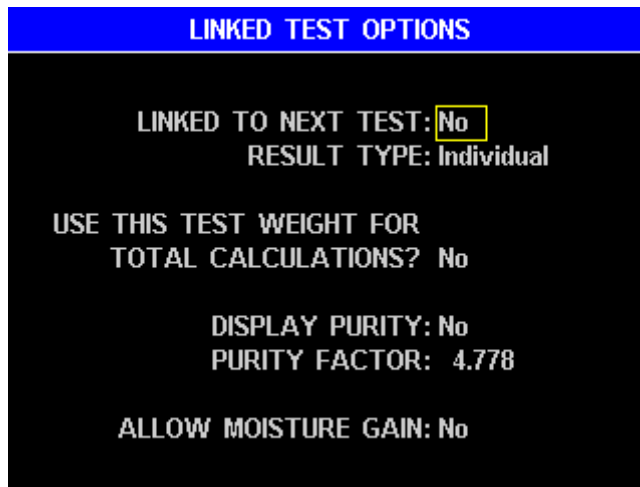 LINKED TEST OPTIONS
LINKED TO NEXT TEST: No
RESULT TYPE: Individual
USE THIS TEST WEIGHT FOR
TOTAL CALCULATIONS? No
DISPLAY PURITY: No
PURITY FACTOR: 4.778
ALLOW MOISTURE GAIN: No